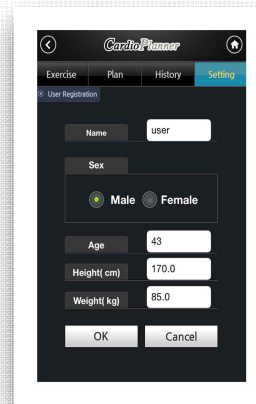 CardioPlanner
Exercise Plan History Setting
User Registration
Name user
Sex
Male Female
Age 43
Height( cm) 170.0
Weight( kg) 85.0
OK Cancel